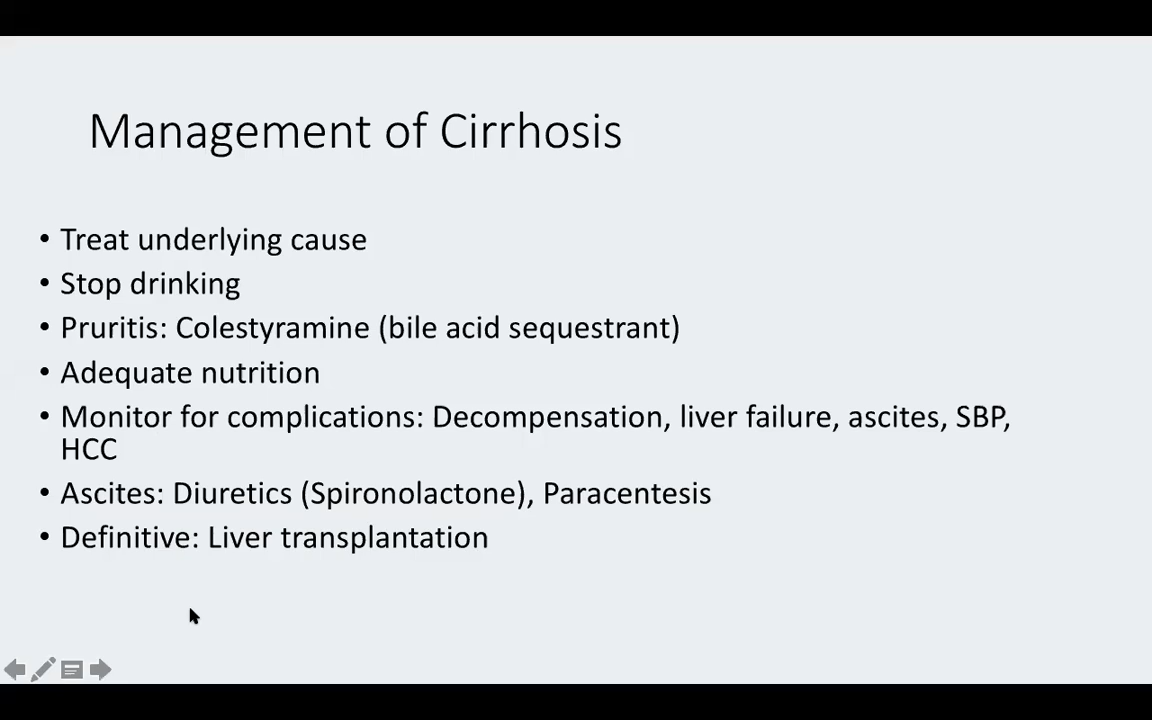 Management of Cirrhosis
• Treat underlying cause
• Stop drinking
• Pruritis: Colestyramine (bile acid sequestrant)
• Adequate nutrition
• Monitor for complications: Decompensation, liver failure, ascites, SBP,
HCC
• Ascites: Diuretics (Spironolactone), Paracentesis
• Definitive: Liver transplantation